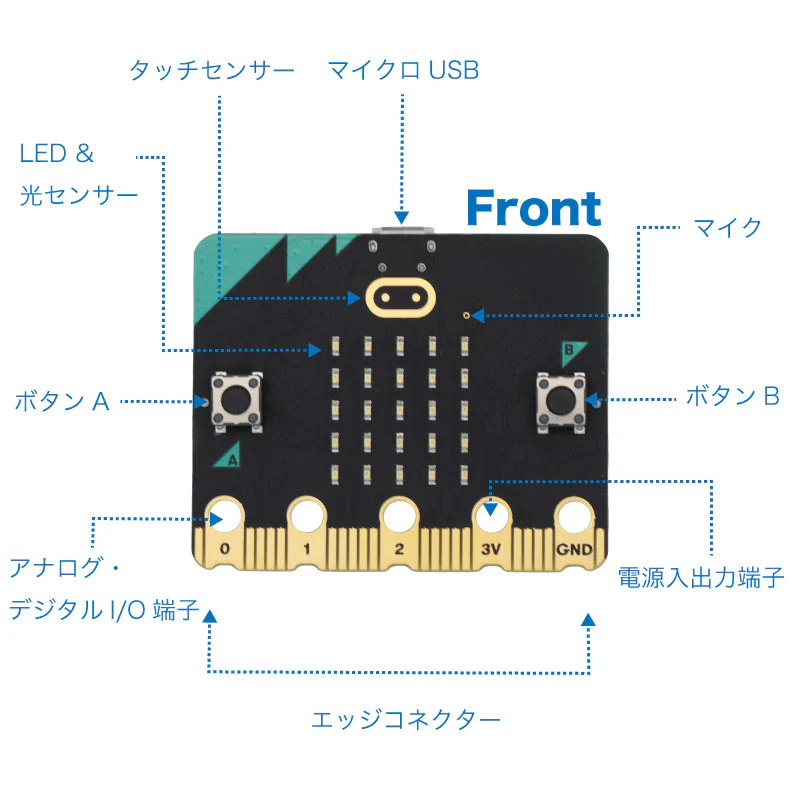 タッチセンサー
マイクロ USB
LED &
光センサー
Front
マイク
B
ボタン A
ボタン B
A
0
1
2
3V
GND
アナログ・
デジタル I/O 端子
電源入出力端子
エッジコネクター